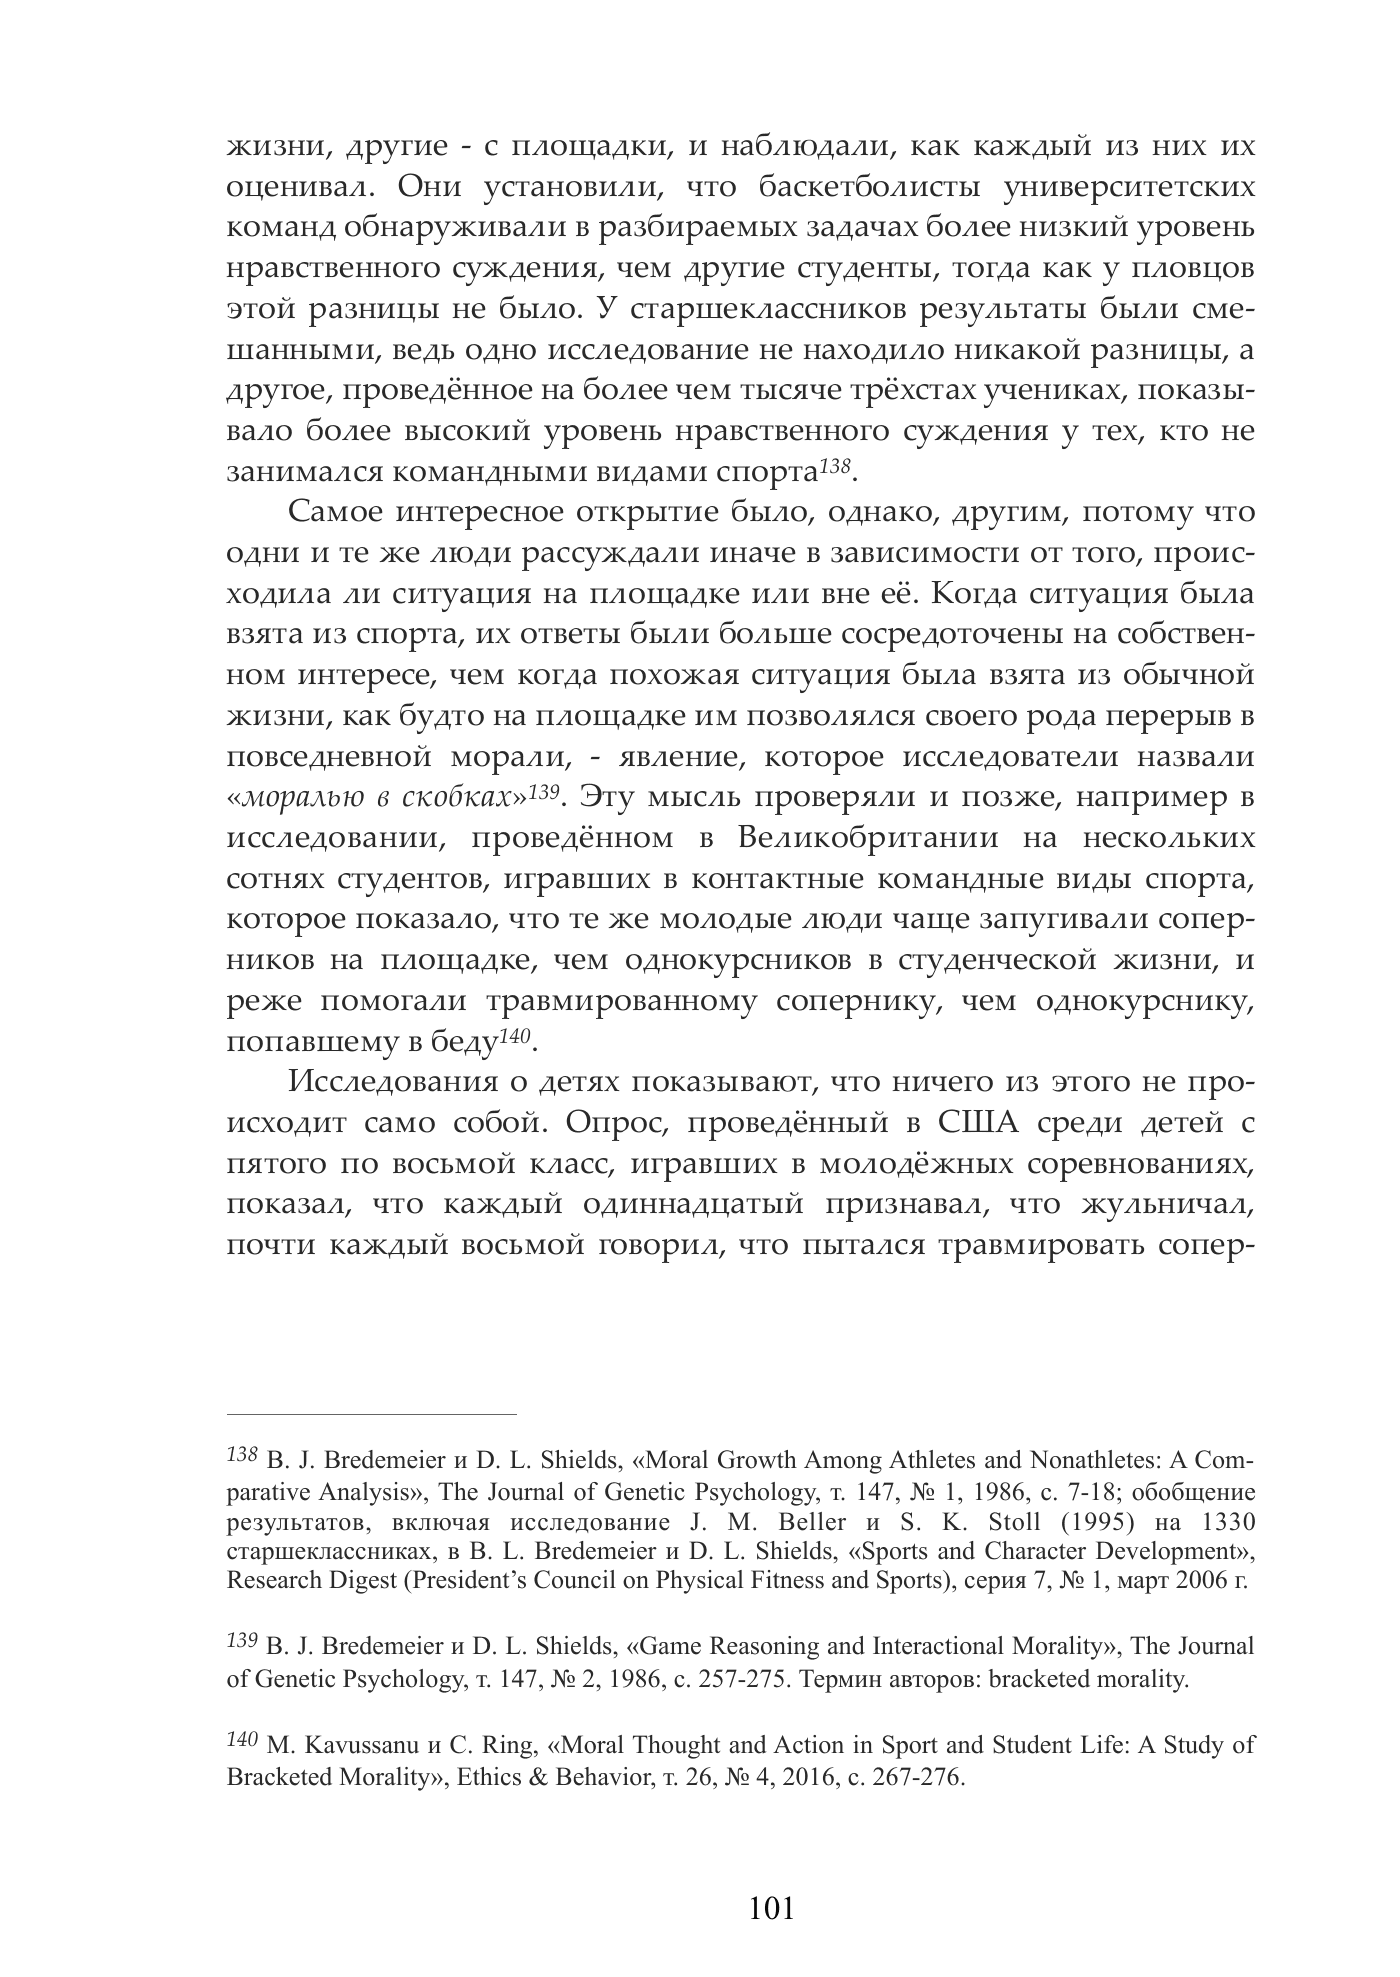 жизни, другие - с площадки, и наблюдали, как каждый из них их
оценивал. Они установили, что баскетболисты университетских
команд обнаруживали в разбираемых задачах более низкий уровень
нравственного суждения, чем другие студенты, тогда как у пловцов
этой разницы не было. У старшеклассников результаты были сме-
шанными, ведь одно исследование не находило никакой разницы, а
другое, проведённое на более чем тысяче трёхстах учениках, показы-
вало более высокий уровень нравственного суждения у тех, кто не
занимался командными видами спорта138.
Самое интересное открытие было, однако, другим, потому что
одни и те же люди рассуждали иначе в зависимости от того, проис-
ходила ли ситуация на площадке или вне её. Когда ситуация была
взята из спорта, их ответы были больше сосредоточены на собствен-
ном интересе, чем когда похожая ситуация была взята из обычной
жизни, как будто на площадке им позволялся своего рода перерыв в
повседневной морали, - явление, которое исследователи назвали
«моралью в скобках»139. Эту мысль проверяли и позже, например в
исследовании, проведённом в Великобритании на нескольких
сотнях студентов, игравших в контактные командные виды спорта,
которое показало, что те же молодые люди чаще запугивали сопер-
ников на площадке, чем однокурсников в студенческой жизни, и
реже помогали травмированному сопернику, чем однокурснику,
попавшему в беду140.
Исследования о детях показывают, что ничего из этого не про-
исходит само собой. Опрос, проведённый в США среди детей с
пятого по восьмой класс, игравших в молодёжных соревнованиях,
показал, что каждый одиннадцатый признавал, что жульничал,
почти каждый восьмой говорил, что пытался травмировать сопер-
138 B. J. Bredemeier и D. L. Shields, «Moral Growth Among Athletes and Nonathletes: A Com-
parative Analysis», The Journal of Genetic Psychology, т. 147, № 1, 1986, с. 7-18; обобщение
результатов, включая исследование J. M. Beller и S. K. Stoll (1995) на 1330
старшеклассниках, в B. L. Bredemeier и D. L. Shields, «Sports and Character Development»,
Research Digest (President’s Council on Physical Fitness and Sports), серия 7, № 1, март 2006 г.
139 B. J. Bredemeier и D. L. Shields, «Game Reasoning and Interactional Morality», The Journal
of Genetic Psychology, т. 147, № 2, 1986, с. 257-275. Термин авторов: bracketed morality.
140 M. Kavussanu и C. Ring, «Moral Thought and Action in Sport and Student Life: A Study of
Bracketed Morality», Ethics & Behavior, т. 26, № 4, 2016, с. 267-276.
101